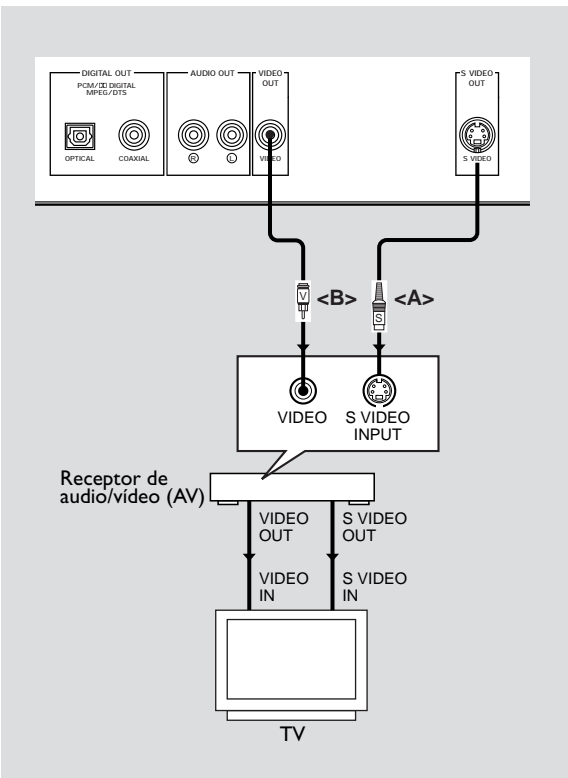 DIGITAL OUT
PCM/DD DIGITAL
MPEG/DTS
OPTICAL
COAXIAL
AUDIO OUT
R
L
VIDEO
OUT
VIDEO
S VIDEO
OUT
S VIDEO
V
<B>
S
<A>
VIDEO
S VIDEO
INPUT
Receptor de
audio/vídeo (AV)
VIDEO
OUT
S VIDEO
OUT
VIDEO
IN
S VIDEO
IN
TV